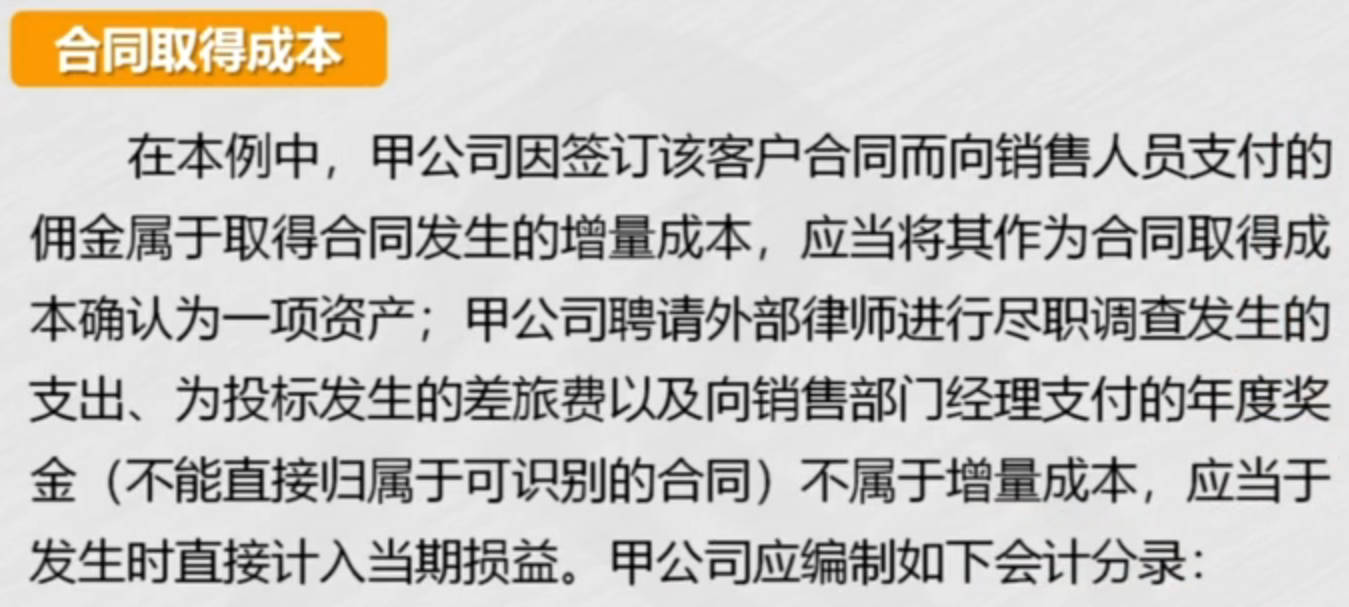 合同取得成本
在本例中，甲公司因签订该客户合同而向销售人员支付的
佣金属于取得合同发生的增量成本，应当将其作为合同取得成
本确认为一项资产；甲公司聘请外部律师进行尽职调查发生的
支出、为投标发生的差旅费以及向销售部门经理支付的年度奖
金（不能直接归属于可识别的合同）不属于增量成本，应当于
发生时直接计入当期损益。甲公司应编制如下会计分录：